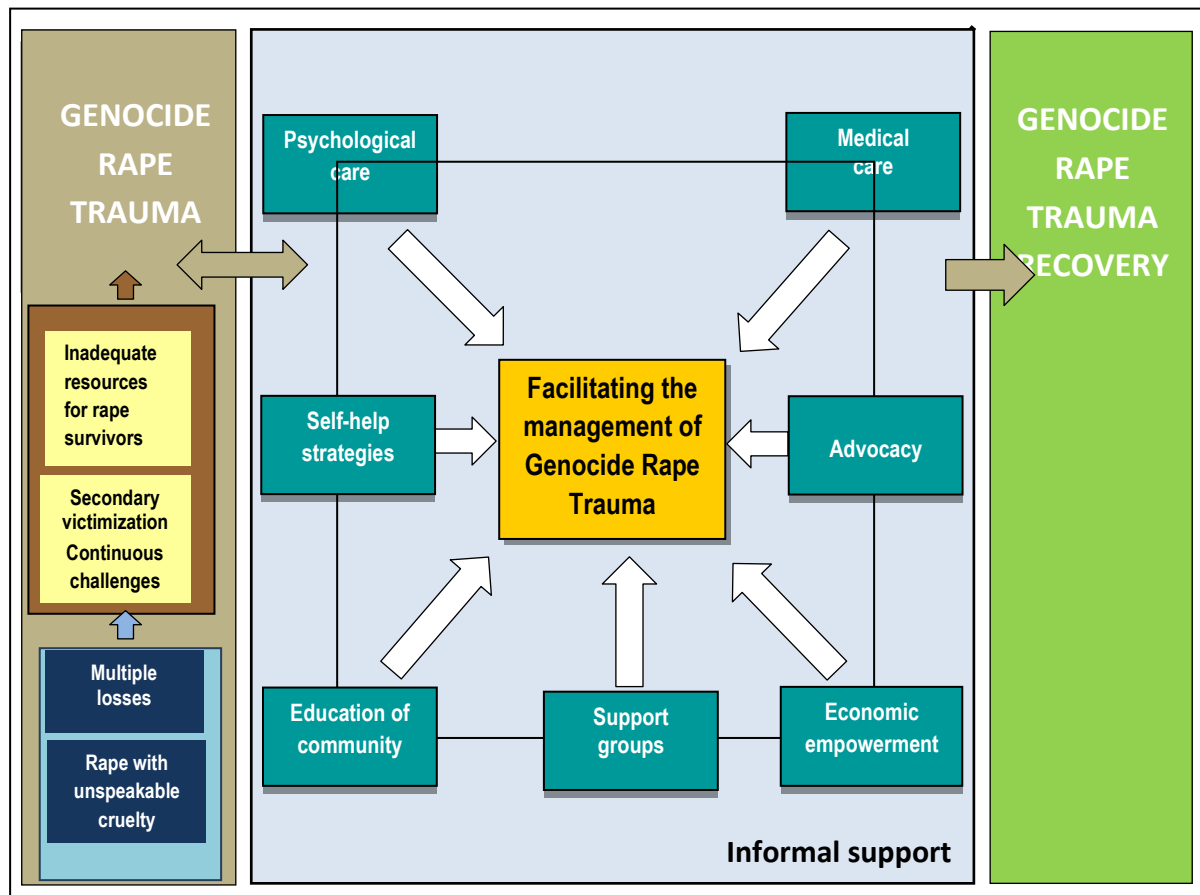 GENOCIDE
RAPE
TRAUMA
Inadequate
resources
for rape
survivors
Secondary
victimization
Continuous
challenges
Multiple
losses
Rape with
unspeakable
cruelty
Psychological
care
Medical
care
Self-help
strategies
Facilitating the
management of
Genocide Rape
Trauma
Advocacy
Education of
community
Support
groups
Economic
empowerment
Informal support
GENOCIDE
RAPE
TRAUMA
RECOVERY